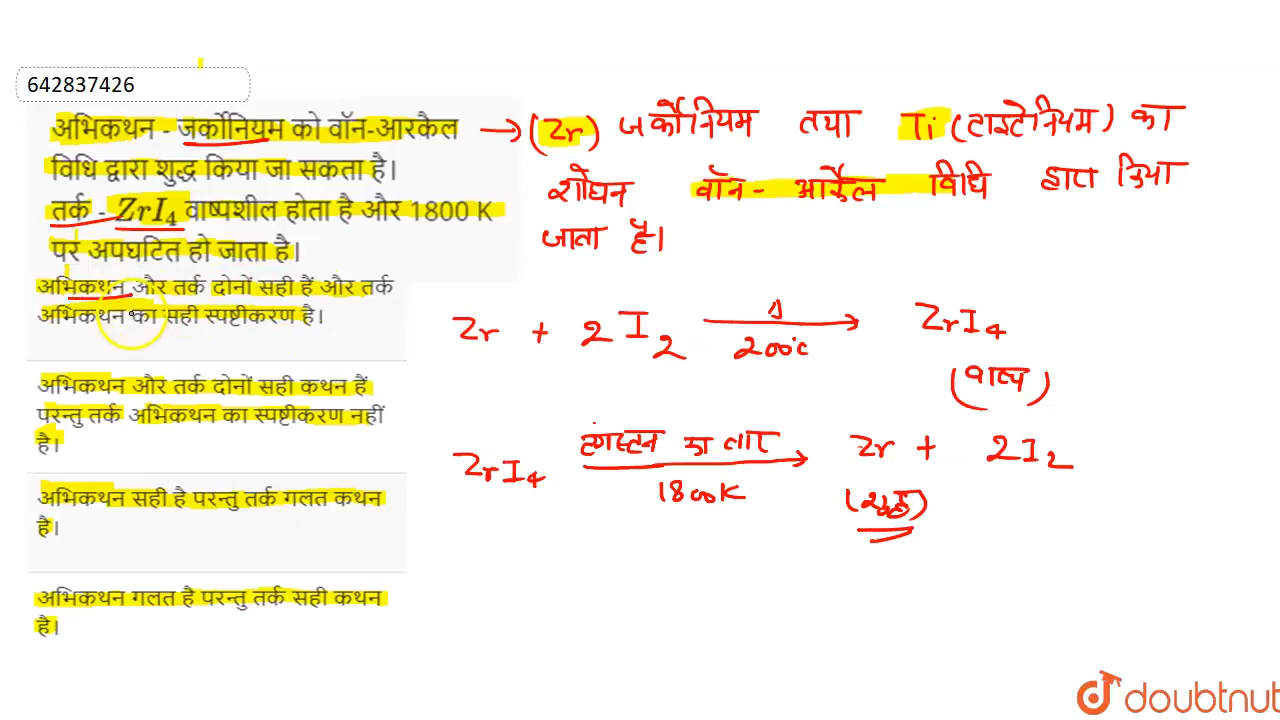 642837426
अभिकथन - जर्कोनियम को वॉन-आरकैल
विधि द्वारा शुद्ध किया जा सकता है।
तर्क - ZrI₄ वाष्पशील होता है और 1800 K
पर अपघटित हो जाता है।
अभिकथन और तर्क दोनों सही हैं और तर्क
अभिकथन का सही स्पष्टीकरण है।
अभिकथन और तर्क दोनों सही कथन हैं
परन्तु तर्क अभिकथन का स्पष्टीकरण नहीं
है।
अभिकथन सही है परन्तु तर्क गलत कथन
है।
अभिकथन गलत है परन्तु तर्क सही कथन
है।
→ (Zr) जर्कोनियम तथा Ti (टाइटेनियम) का
शोधन वॉन - आर्कैल विधि द्वारा किया
जाता है।
Zr + 2I₂ →Δ 200°C ZrI₄
(वाष्प)
ZrI₄ →टंगस्टन का तार 1800K Zr + 2I₂
(शुद्ध)
doubtnut